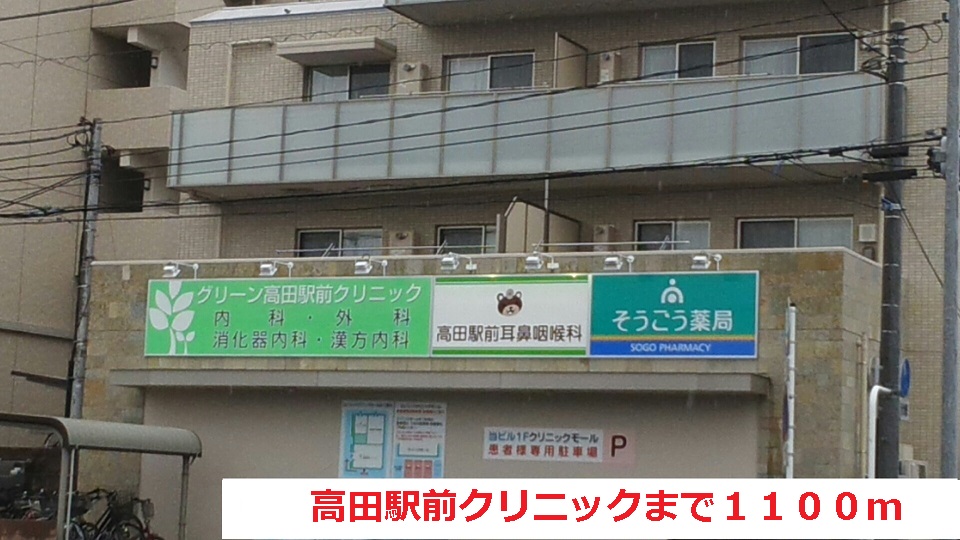 グリーン高田駅前クリニック
内科・外科
消化器内科・漢方内科
高田駅前耳鼻咽喉科
そうごう薬局
SOGO PHARMACY
当ビル1Fクリニックモール
患者様専用駐車場
P
高田駅前クリニックまで１１００ｍ